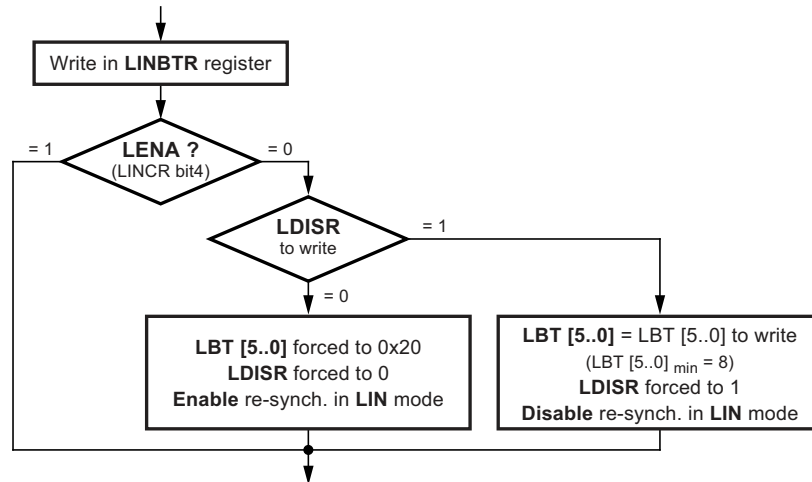 Write in LINBTR register
= 1
LENA ?
= 0
(LINCR bit4)
LDISR
to write
= 1
= 0
LBT [5..0] forced to 0x20
LDISR forced to 0
Enable re-synch. in LIN mode
LBT [5..0] = LBT [5..0] to write
(LBT [5..0] min = 8)
LDISR forced to 1
Disable re-synch. in LIN mode